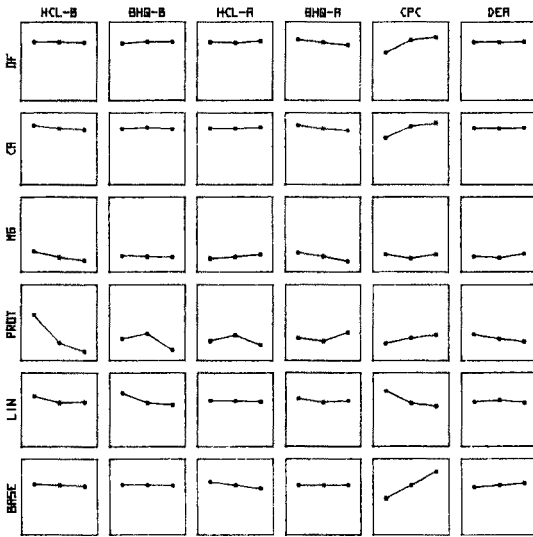 HCL-B BHQ-B HCL-A BHQ-A CPC DEA
DF
CA
MG
PROT
LIN
BASE